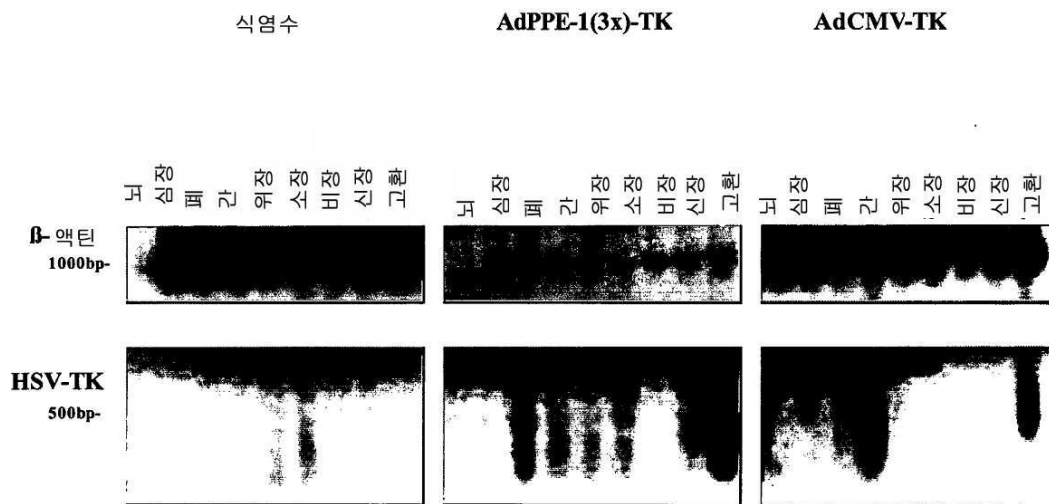 식염수 AdPPE-1(3x)-TK AdCMV-TK
뇌 심장 폐 간 위장 소장 비장 신장 고환 뇌 심장 폐 간 위장 소장 비장 신장 고환 뇌 심장 폐 간 위장 소장 비장 신장 고환
ß- 액틴
1000bp-
HSV-TK
500bp-